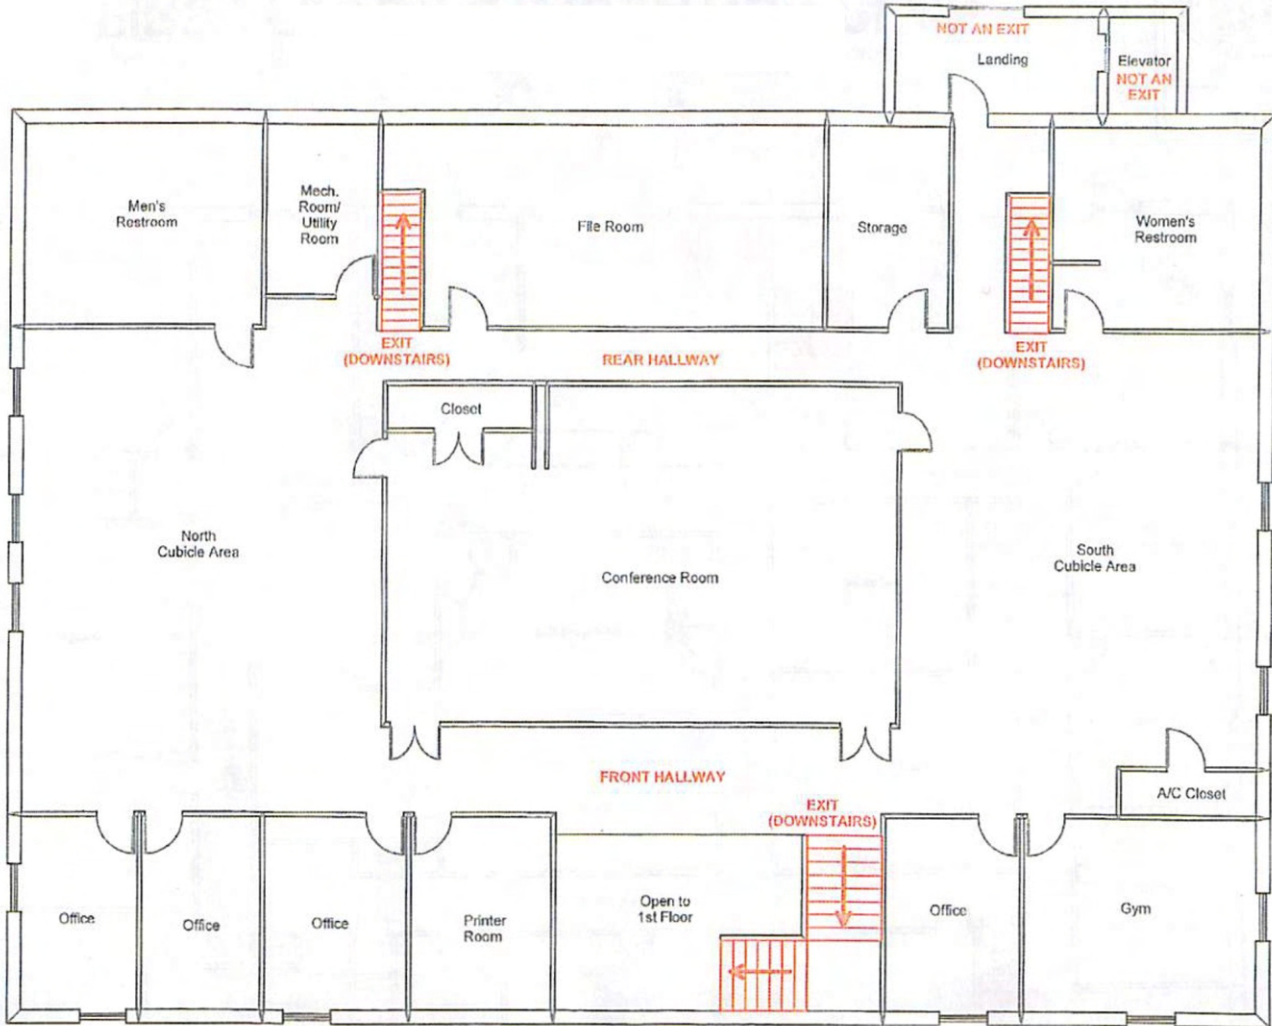 NOT AN EXIT
Landing
Elevator
NOT AN
EXIT
Men's
Restroom
Mech.
Room/
Utility
Room
File Room
Storage
Women's
Restroom
EXIT
(DOWNSTAIRS)
REAR HALLWAY
EXIT
(DOWNSTAIRS)
Closet
North
Cubicle Area
Conference Room
South
Cubicle Area
FRONT HALLWAY
A/C Closet
EXIT
(DOWNSTAIRS)
Office
Office
Office
Printer
Room
Open to
1st Floor
Office
Gym